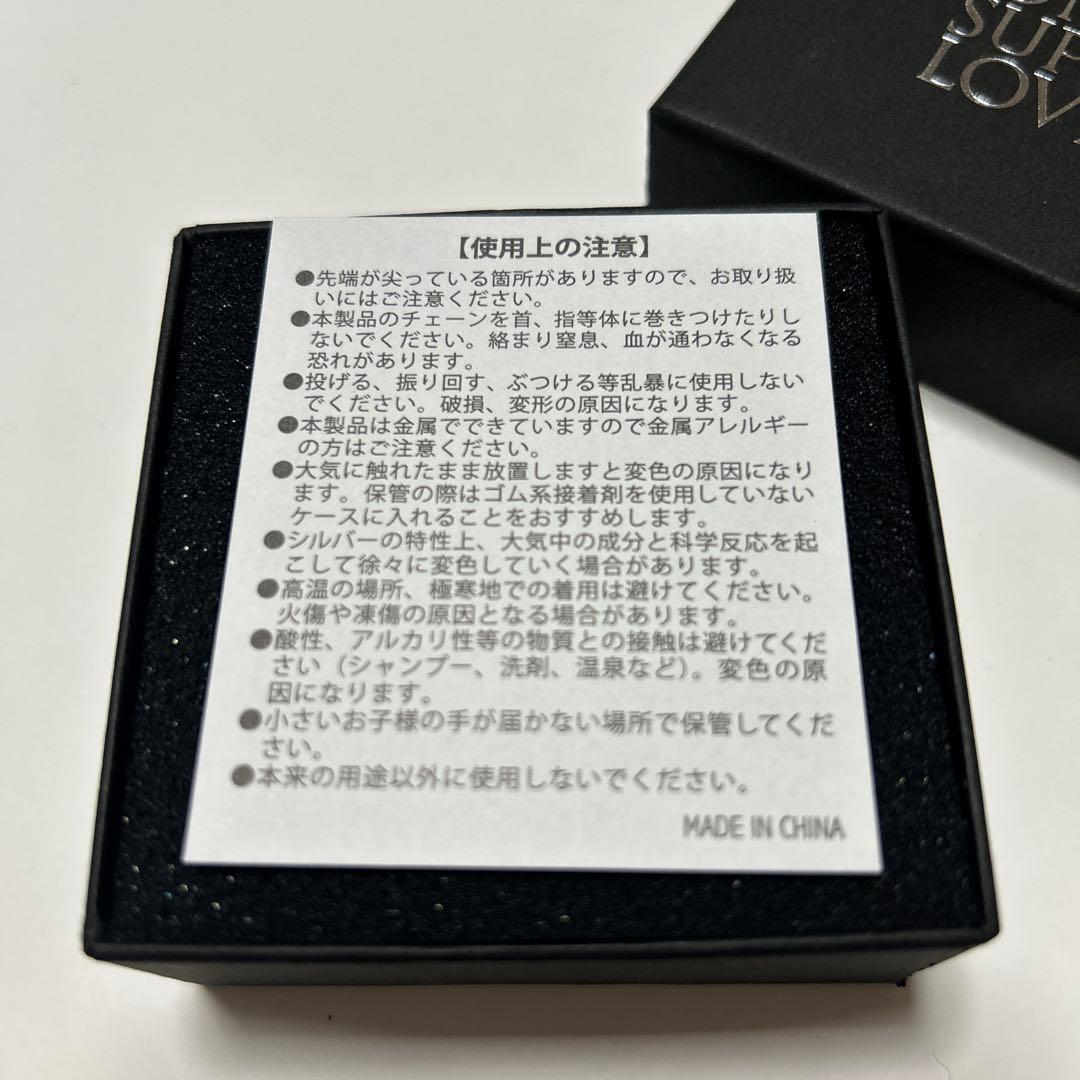 SUP
LOV
【使用上の注意】
●先端が尖っている箇所がありますので、お取り扱
いにはご注意ください。
●本製品のチェーンを首、指等体に巻きつけたりし
ないでください。絡まり窒息、血が通わなくなる
恐れがあります。
●投げる、振り回す、ぶつける等乱暴に使用しない
でください。破損、変形の原因になります。
●本製品は金属でできていますので金属アレルギー
の方はご注意ください。
●大気に触れたまま放置しますと変色の原因になり
ます。保管の際はゴム系接着剤を使用していない
ケースに入れることをおすすめします。
●シルバーの特性上、大気中の成分と科学反応を起
こして徐々に変色していく場合があります。
●高温の場所、極寒地での着用は避けてください。
火傷や凍傷の原因となる場合があります。
●酸性、アルカリ性等の物質との接触は避けてくだ
さい（シャンプー、洗剤、温泉など）。変色の原
因になります。
●小さいお子様の手が届かない場所で保管してくだ
さい。
●本来の用途以外に使用しないでください。
MADE IN CHINA